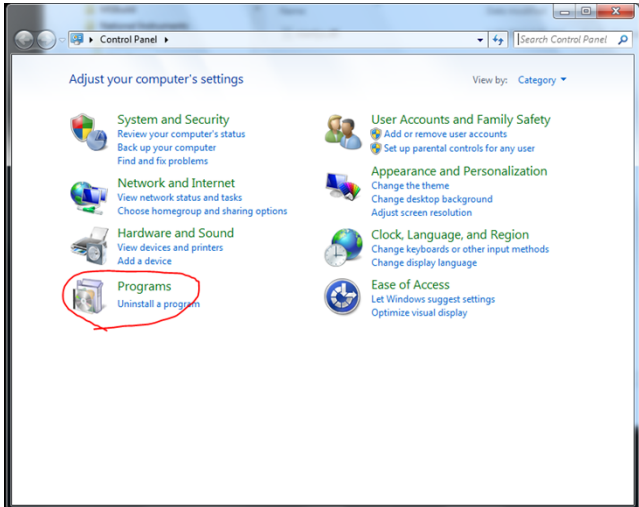 National Instruments
Name
Control Panel
Search Control Panel
Adjust your computer's settings
View by: Category
System and Security
Review your computer's status
Back up your computer
Find and fix problems
Network and Internet
View network status and tasks
Choose homegroup and sharing options
Hardware and Sound
View devices and printers
Add a device
Programs
Uninstall a program
User Accounts and Family Safety
Add or remove user accounts
Set up parental controls for any user
Appearance and Personalization
Change the theme
Change desktop background
Adjust screen resolution
Clock, Language, and Region
Change keyboards or other input methods
Change display language
Ease of Access
Let Windows suggest settings
Optimize visual display